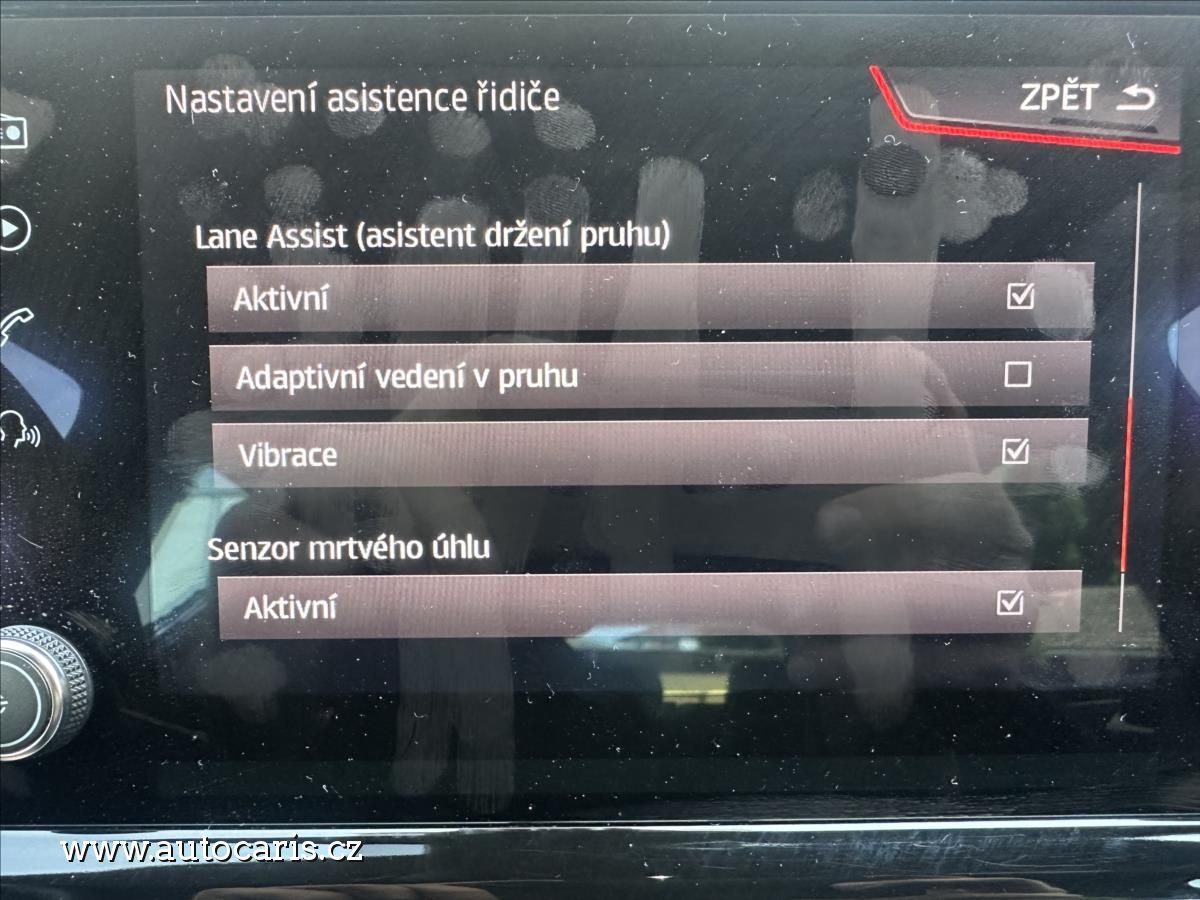 Nastavení asistence řidiče
ZPĚT
Lane Assist (asistent držení pruhu)
Aktivní
Adaptivní vedení v pruhu
Vibrace
Senzor mrtvého úhlu
Aktivní
www.autocaris.cz